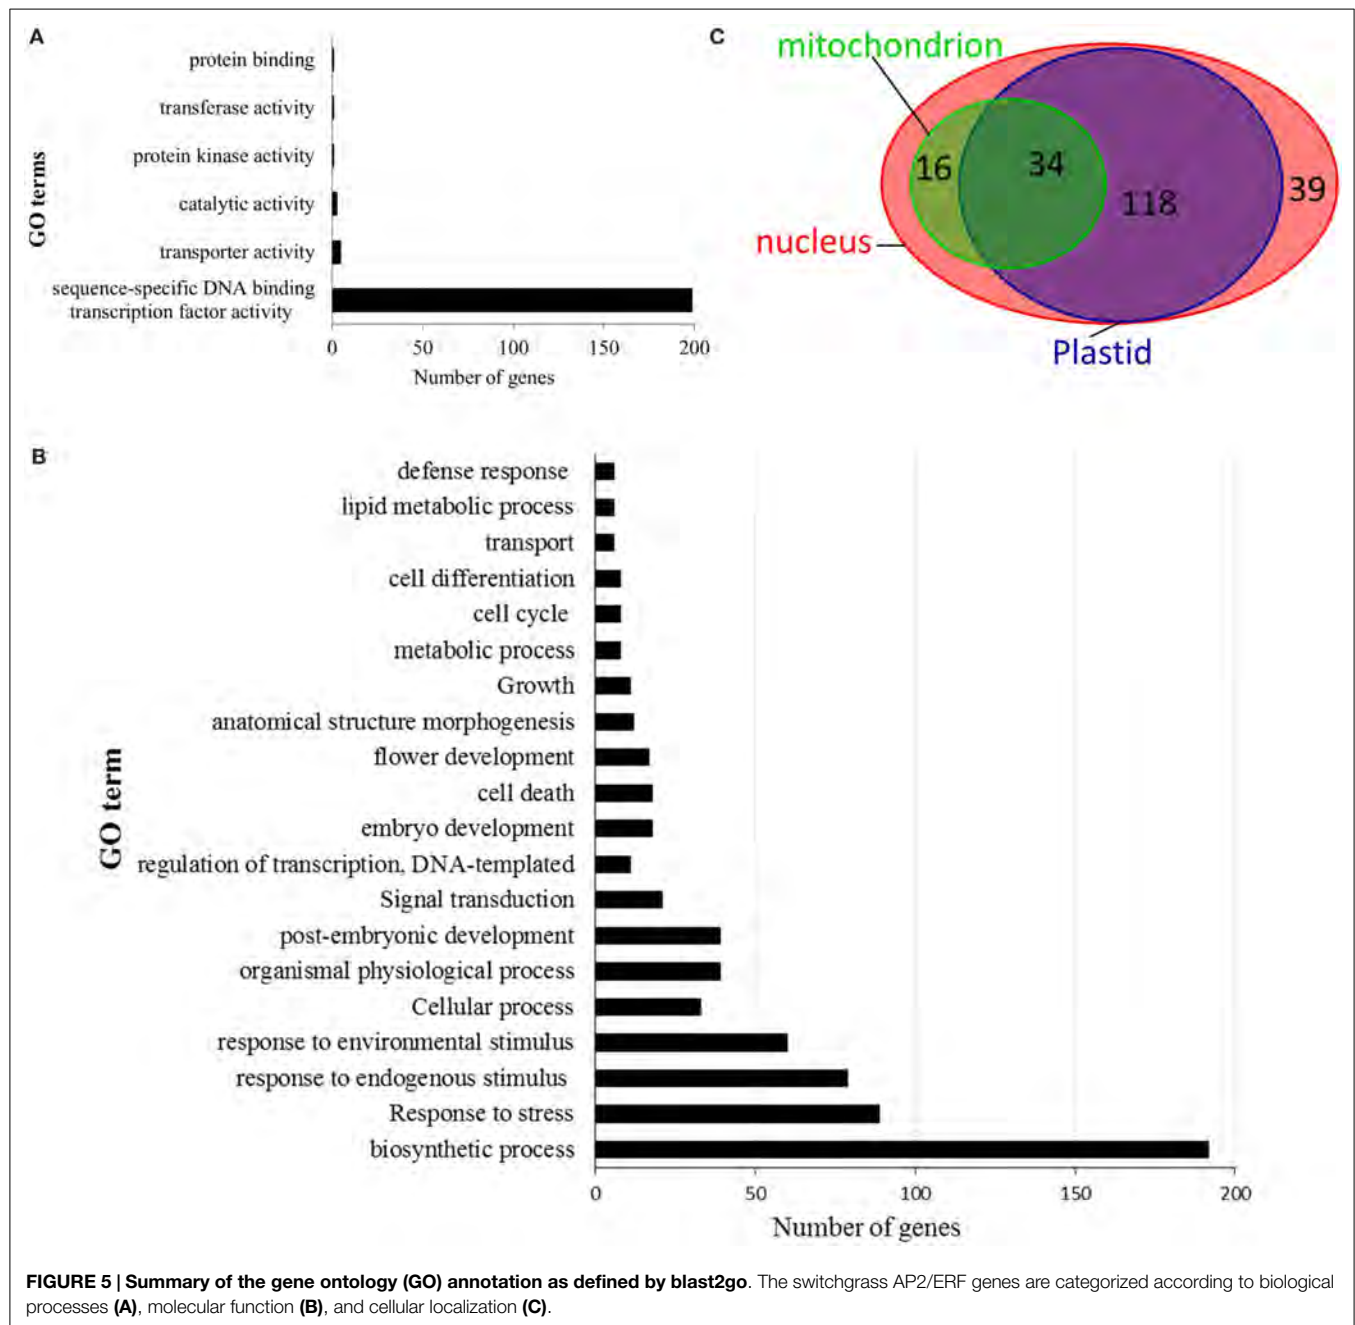 A
GO terms
protein binding
transferase activity
protein kinase activity
catalytic activity
transporter activity
sequence-specific DNA binding
transcription factor activity
0 50 100 150 200
Number of genes
C
mitochondrion
16 34 118 39
nucleus
Plastid
B
GO term
defense response
lipid metabolic process
transport
cell differentiation
cell cycle
metabolic process
Growth
anatomical structure morphogenesis
flower development
cell death
embryo development
regulation of transcription, DNA-templated
Signal transduction
post-embryonic development
organismal physiological process
Cellular process
response to environmental stimulus
response to endogenous stimulus
Response to stress
biosynthetic process
0 50 100 150 200
Number of genes
FIGURE 5 | Summary of the gene ontology (GO) annotation as defined by blast2go. The switchgrass AP2/ERF genes are categorized according to biological
processes (A), molecular function (B), and cellular localization (C).